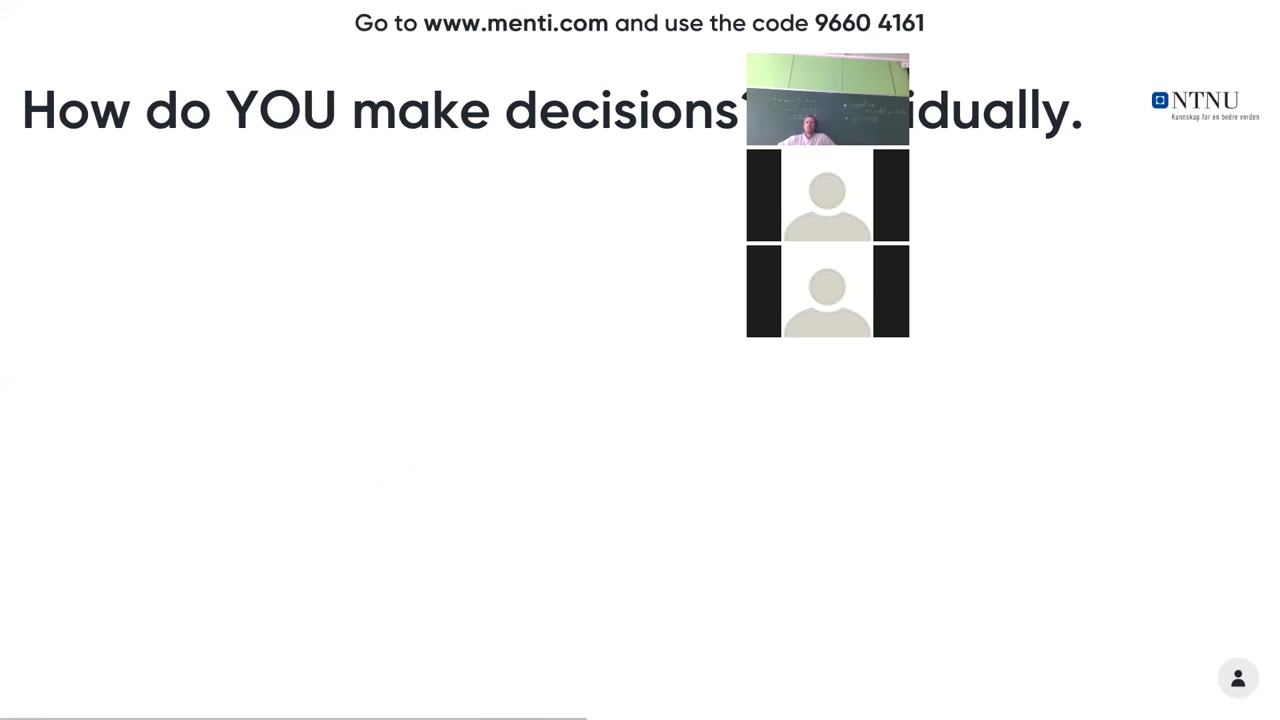 Go to www.menti.com and use the code 9660 4161
How do YOU make decisions idually.
NTNU
Kunnskap for en bedre verden